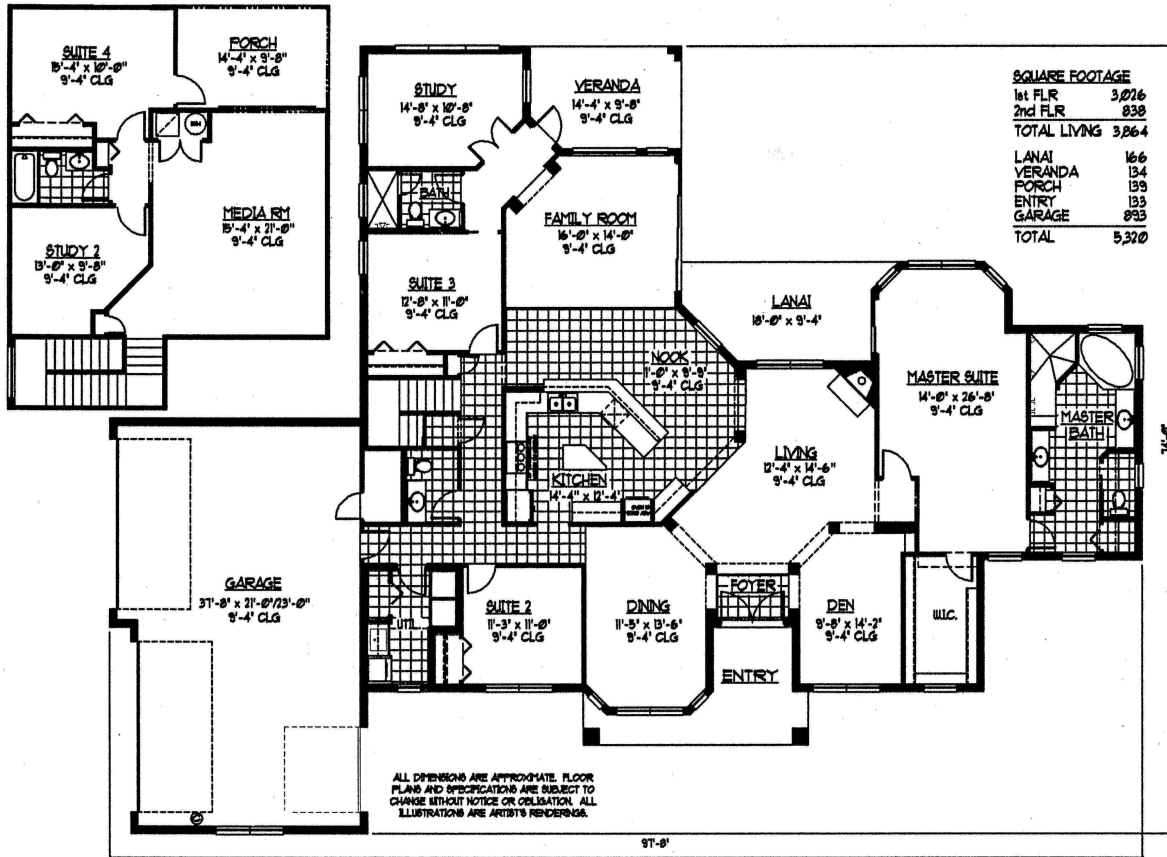 SUITE 4
15'-4" x 10'-0"
9'-4" CLG
PORCH
14'-4" x 9'-8"
9'-4" CLG
MEDIA RM
15'-4" x 21'-0"
9'-4" CLG
STUDY 2
13'-0" x 9'-8"
9'-4" CLG
STUDY
14'-8" x 10'-8"
9'-4" CLG
VERANDA
14'-4" x 9'-8"
9'-4" CLG
BATH
FAMILY ROOM
16'-0" x 14'-0"
9'-4" CLG
SUITE 3
12'-8" x 11'-0"
9'-4" CLG
LANAI
18'-0" x 9'-4"
NOOK
11'-0" x 9'-9"
9'-4" CLG
MASTER SUITE
14'-0" x 26'-8"
9'-4" CLG
MASTER
BATH
LIVING
12'-4" x 14'-6"
9'-4" CLG
KITCHEN
14'-4" x 12'-4"
GARAGE
37'-8" x 21'-0"/23'-0"
9'-4" CLG
UTIL
SUITE 2
11'-3" x 11'-0"
9'-4" CLG
DINING
11'-5" x 13'-6"
9'-4" CLG
FOYER
ENTRY
DEN
9'-8" x 14'-2"
9'-4" CLG
W.I.C.
SQUARE FOOTAGE
1st FLR 3,026
2nd FLR 838
TOTAL LIVING 3,864
LANAI 166
VERANDA 134
PORCH 139
ENTRY 133
GARAGE 893
TOTAL 5,320
ALL DIMENSIONS ARE APPROXIMATE. FLOOR
PLANS AND SPECIFICATIONS ARE SUBJECT TO
CHANGE WITHOUT NOTICE OR OBLIGATION. ALL
ILLUSTRATIONS ARE ARTIST'S RENDERINGS.
97'-8"